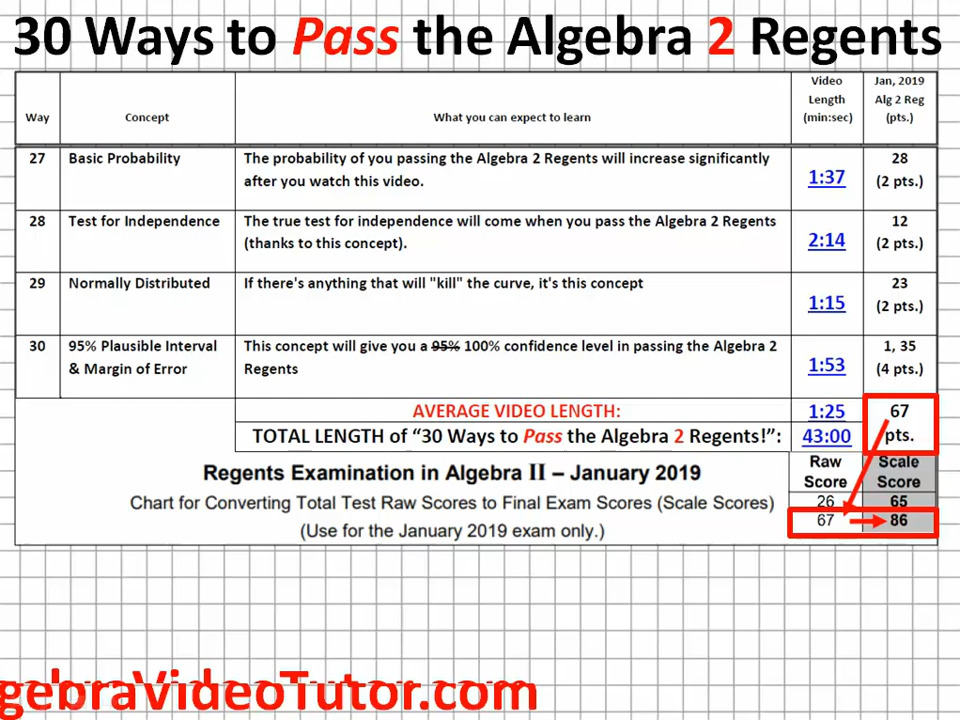 30 Ways to Pass the Algebra 2 Regents
Way Concept What you can expect to learn Video Length (min:sec) Jan, 2019 Alg 2 Reg (pts.)
27 Basic Probability The probability of you passing the Algebra 2 Regents will increase significantly 28
after you watch this video. 1:37 (2 pts.)
28 Test for Independence The true test for independence will come when you pass the Algebra 2 Regents 12
(thanks to this concept). 2:14 (2 pts.)
29 Normally Distributed If there's anything that will "kill" the curve, it's this concept 23
1:15 (2 pts.)
30 95% Plausible Interval This concept will give you a 95% 100% confidence level in passing the Algebra 2 1, 35
& Margin of Error Regents 1:53 (4 pts.)
AVERAGE VIDEO LENGTH: 1:25 67
TOTAL LENGTH of “30 Ways to Pass the Algebra 2 Regents!”: 43:00 pts.
Regents Examination in Algebra II – January 2019
Chart for Converting Total Test Raw Scores to Final Exam Scores (Scale Scores)
(Use for the January 2019 exam only.)
Raw Scale
Score Score
26 65
67 86
gebraVideoTutor.com